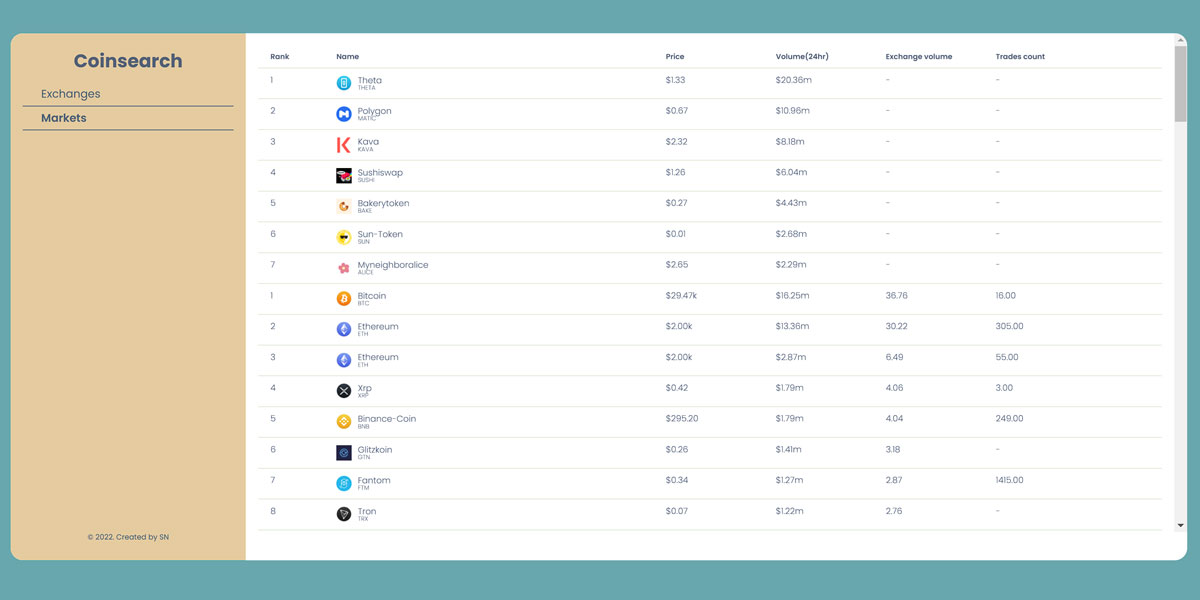 Coinsearch
Exchanges
Markets
© 2022. Created by SN
Rank Name Price Volume(24hr) Exchange volume Trades count
1 Theta $1.33 $20.36m - -
THETA
2 Polygon $0.67 $10.96m - -
MATIC
3 Kava $2.32 $8.18m - -
KAVA
4 Sushiswap $1.26 $6.04m - -
SUSHI
5 Bakerytoken $0.27 $4.43m - -
BAKE
6 Sun-Token $0.01 $2.68m - -
SUN
7 Myneighboralice $2.65 $2.29m - -
ALICE
1 Bitcoin $29.47k $16.25m 36.76 16.00
BTC
2 Ethereum $2.00k $13.36m 30.22 305.00
ETH
3 Ethereum $2.00k $2.87m 6.49 55.00
ETH
4 Xrp $0.42 $1.79m 4.06 3.00
XRP
5 Binance-Coin $295.20 $1.79m 4.04 249.00
BNB
6 Glitzkoin $0.26 $1.41m 3.18 -
GTN
7 Fantom $0.34 $1.27m 2.87 1415.00
FTM
8 Tron $0.07 $1.22m 2.76 -
TRX